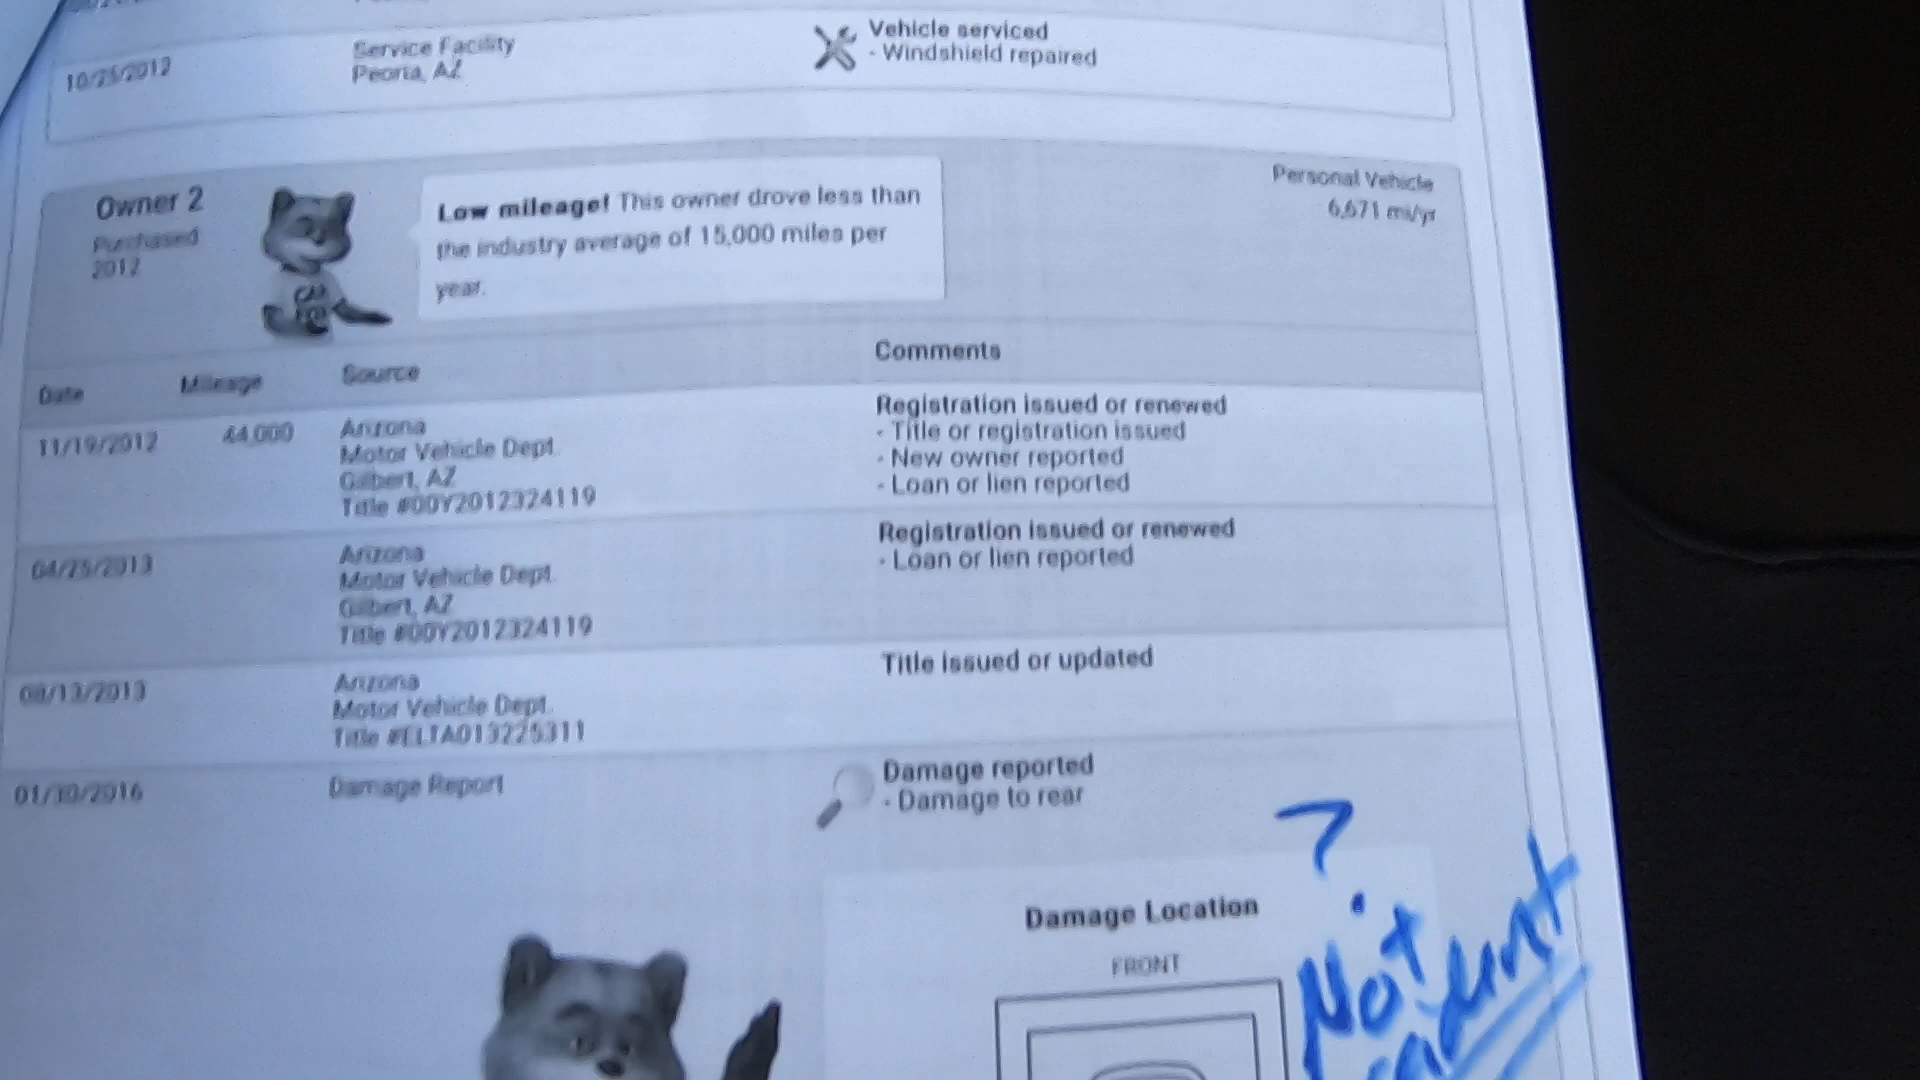 Service Facility
Vehicle serviced
10/25/2012
Peoria, AZ
- Windshield repaired
Owner 2
Purchased
2012
CAR
FOX
Low mileage! This owner drove less than
the industry average of 15,000 miles per
year.
Personal Vehicle
6,671 mi/yr
Date
Mileage
Source
Comments
11/19/2012
44,000
Arizona
Motor Vehicle Dept.
Gilbert, AZ
Title #00Y2012324119
Registration issued or renewed
- Title or registration issued
- New owner reported
- Loan or lien reported
04/25/2013
Arizona
Motor Vehicle Dept.
Gilbert, AZ
Title #00Y2012324119
Registration issued or renewed
- Loan or lien reported
08/13/2013
Arizona
Motor Vehicle Dept.
Title #ELTA013225311
Title issued or updated
01/10/2016
Damage Report
Damage reported
- Damage to rear
Damage Location
FRONT
?
Not